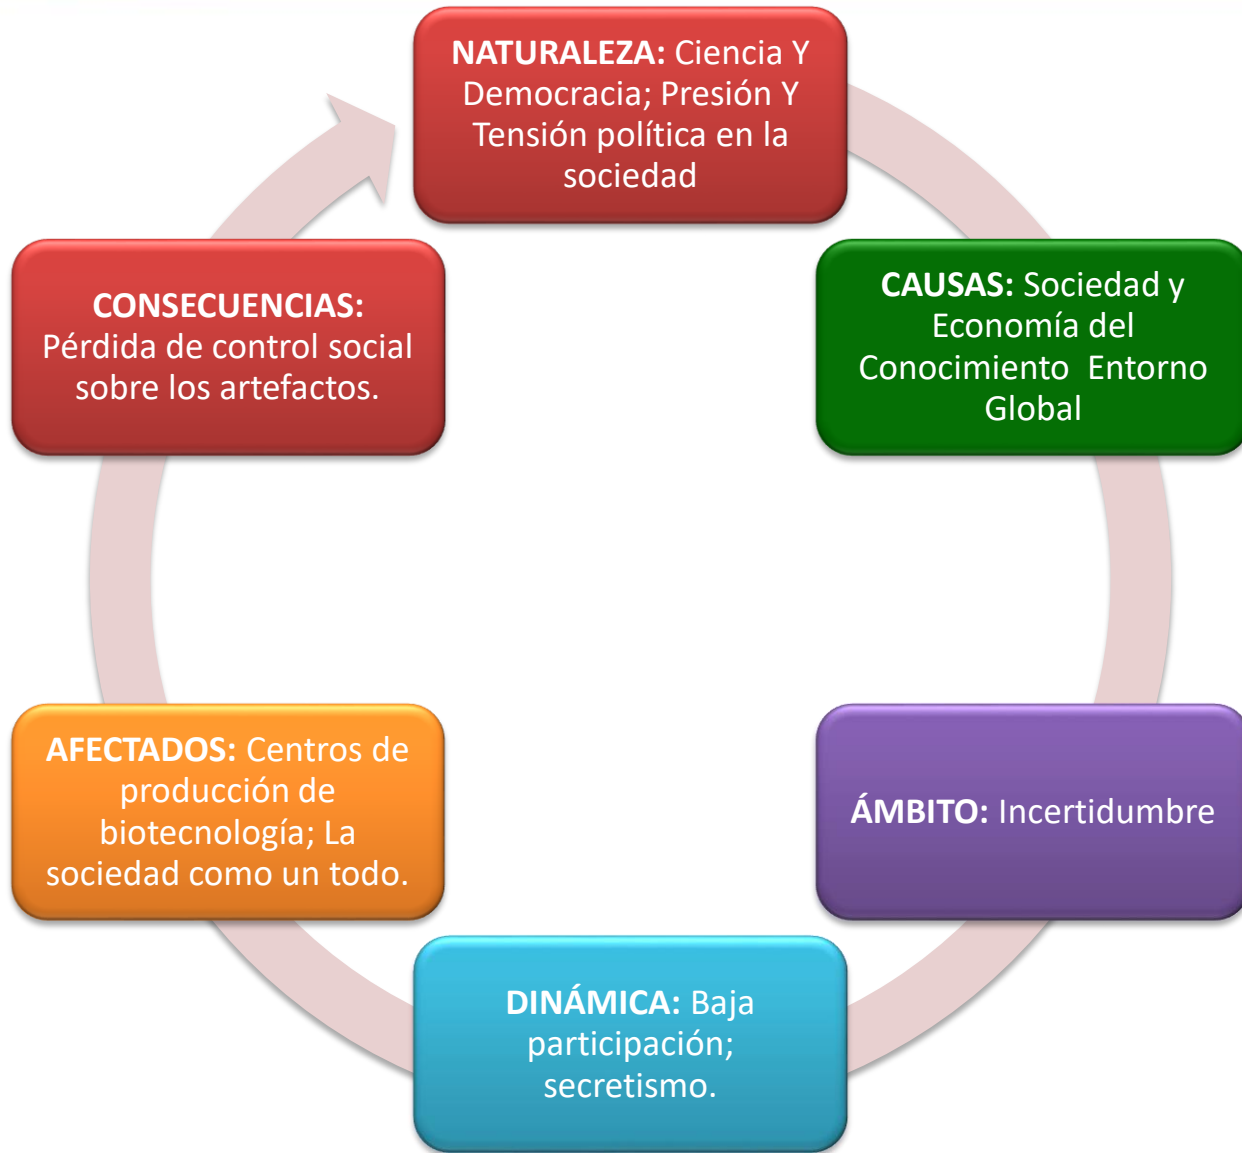 NATURALEZA: Ciencia Y
Democracia; Presión Y
Tensión política en la
sociedad
CAUSAS: Sociedad y
Economía del
Conocimiento  Entorno
Global
ÁMBITO: Incertidumbre
DINÁMICA: Baja
participación;
secretismo.
AFECTADOS: Centros de
producción de
biotecnología; La
sociedad como un todo.
CONSECUENCIAS:
Pérdida de control social
sobre los artefactos.